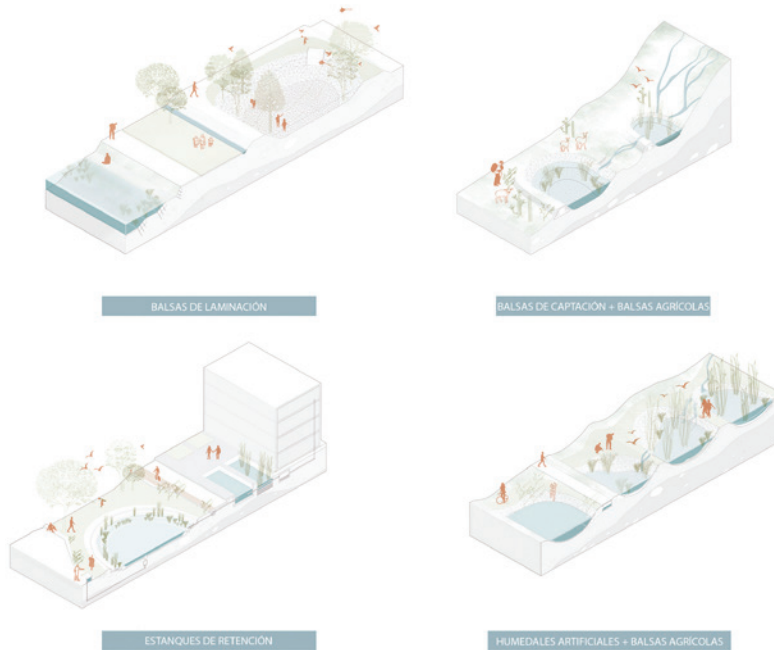 BALSAS DE LAMINACIÓN
BALSAS DE CAPTACIÓN + BALSAS AGRÍCOLAS
ESTANQUES DE RETENCIÓN
HUMEDALES ARTIFICIALES + BALSAS AGRÍCOLAS